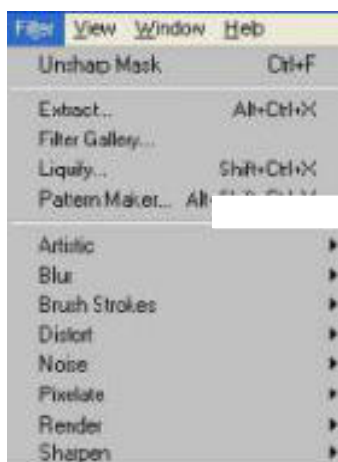 Filter View Window Help
Unsharp Mask Ctrl+F
Extract... Alt+Ctrl+X
Filter Gallery...
Liquify... Shift+Ctrl+X
Pattern Maker...
Artistic
Blur
Brush Strokes
Distort
Noise
Pixelate
Render
Sharpen